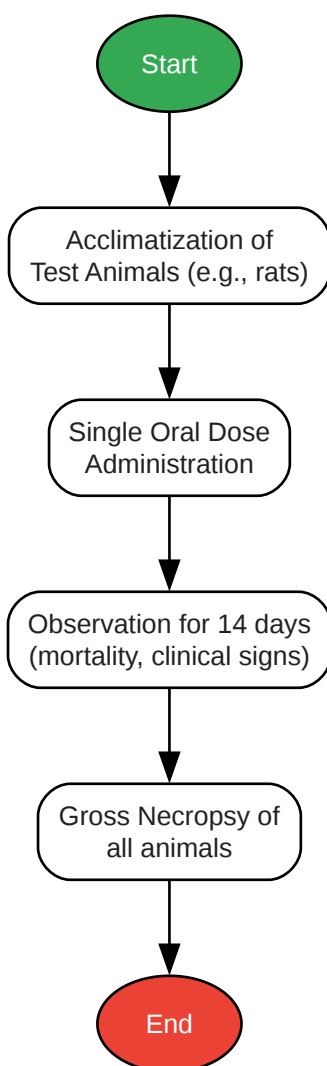 Start
Acclimatization of
Test Animals (e.g., rats)
Single Oral Dose
Administration
Observation for 14 days
(mortality, clinical signs)
Gross Necropsy of
all animals
End